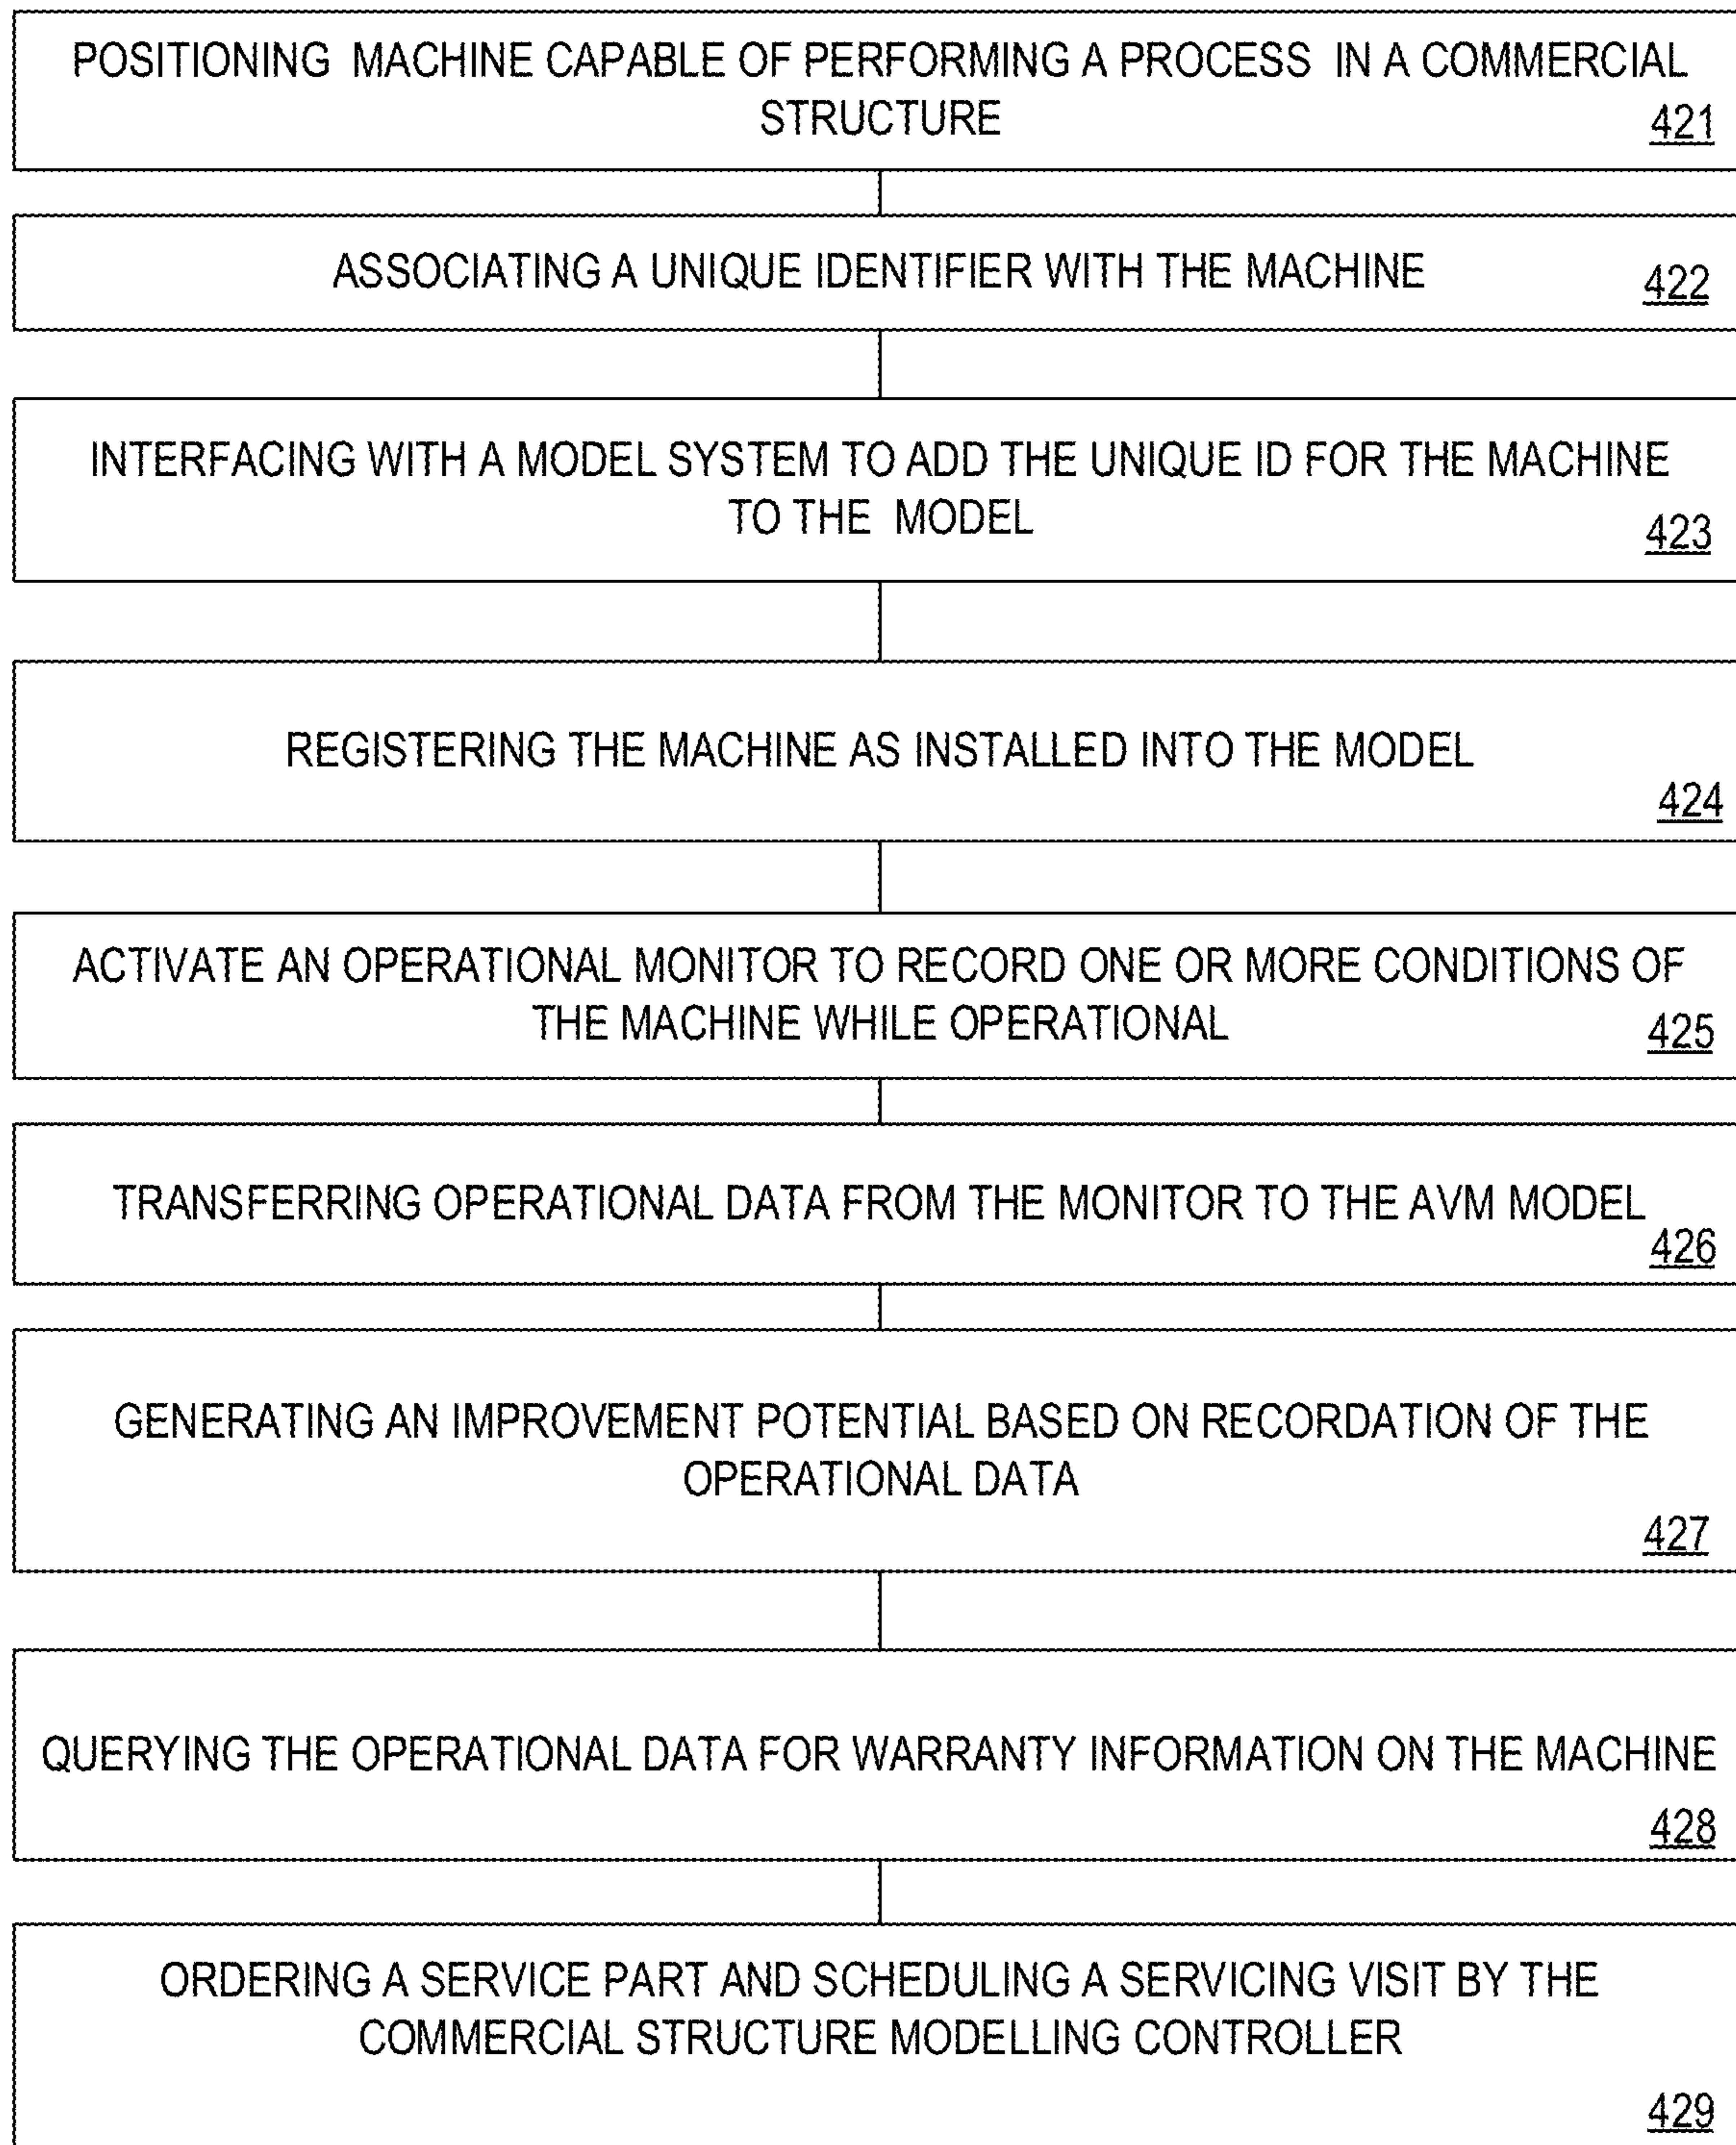 POSITIONING MACHINE CAPABLE OF PERFORMING A PROCESS IN A COMMERCIAL
STRUCTURE
421
ASSOCIATING A UNIQUE IDENTIFIER WITH THE MACHINE
422
INTERFACING WITH A MODEL SYSTEM TO ADD THE UNIQUE ID FOR THE MACHINE
TO THE MODEL
423
REGISTERING THE MACHINE AS INSTALLED INTO THE MODEL
424
ACTIVATE AN OPERATIONAL MONITOR TO RECORD ONE OR MORE CONDITIONS OF
THE MACHINE WHILE OPERATIONAL
425
TRANSFERRING OPERATIONAL DATA FROM THE MONITOR TO THE AVM MODEL
426
GENERATING AN IMPROVEMENT POTENTIAL BASED ON RECORDATION OF THE
OPERATIONAL DATA
427
QUERYING THE OPERATIONAL DATA FOR WARRANTY INFORMATION ON THE MACHINE
428
ORDERING A SERVICE PART AND SCHEDULING A SERVICING VISIT BY THE
COMMERCIAL STRUCTURE MODELLING CONTROLLER
429